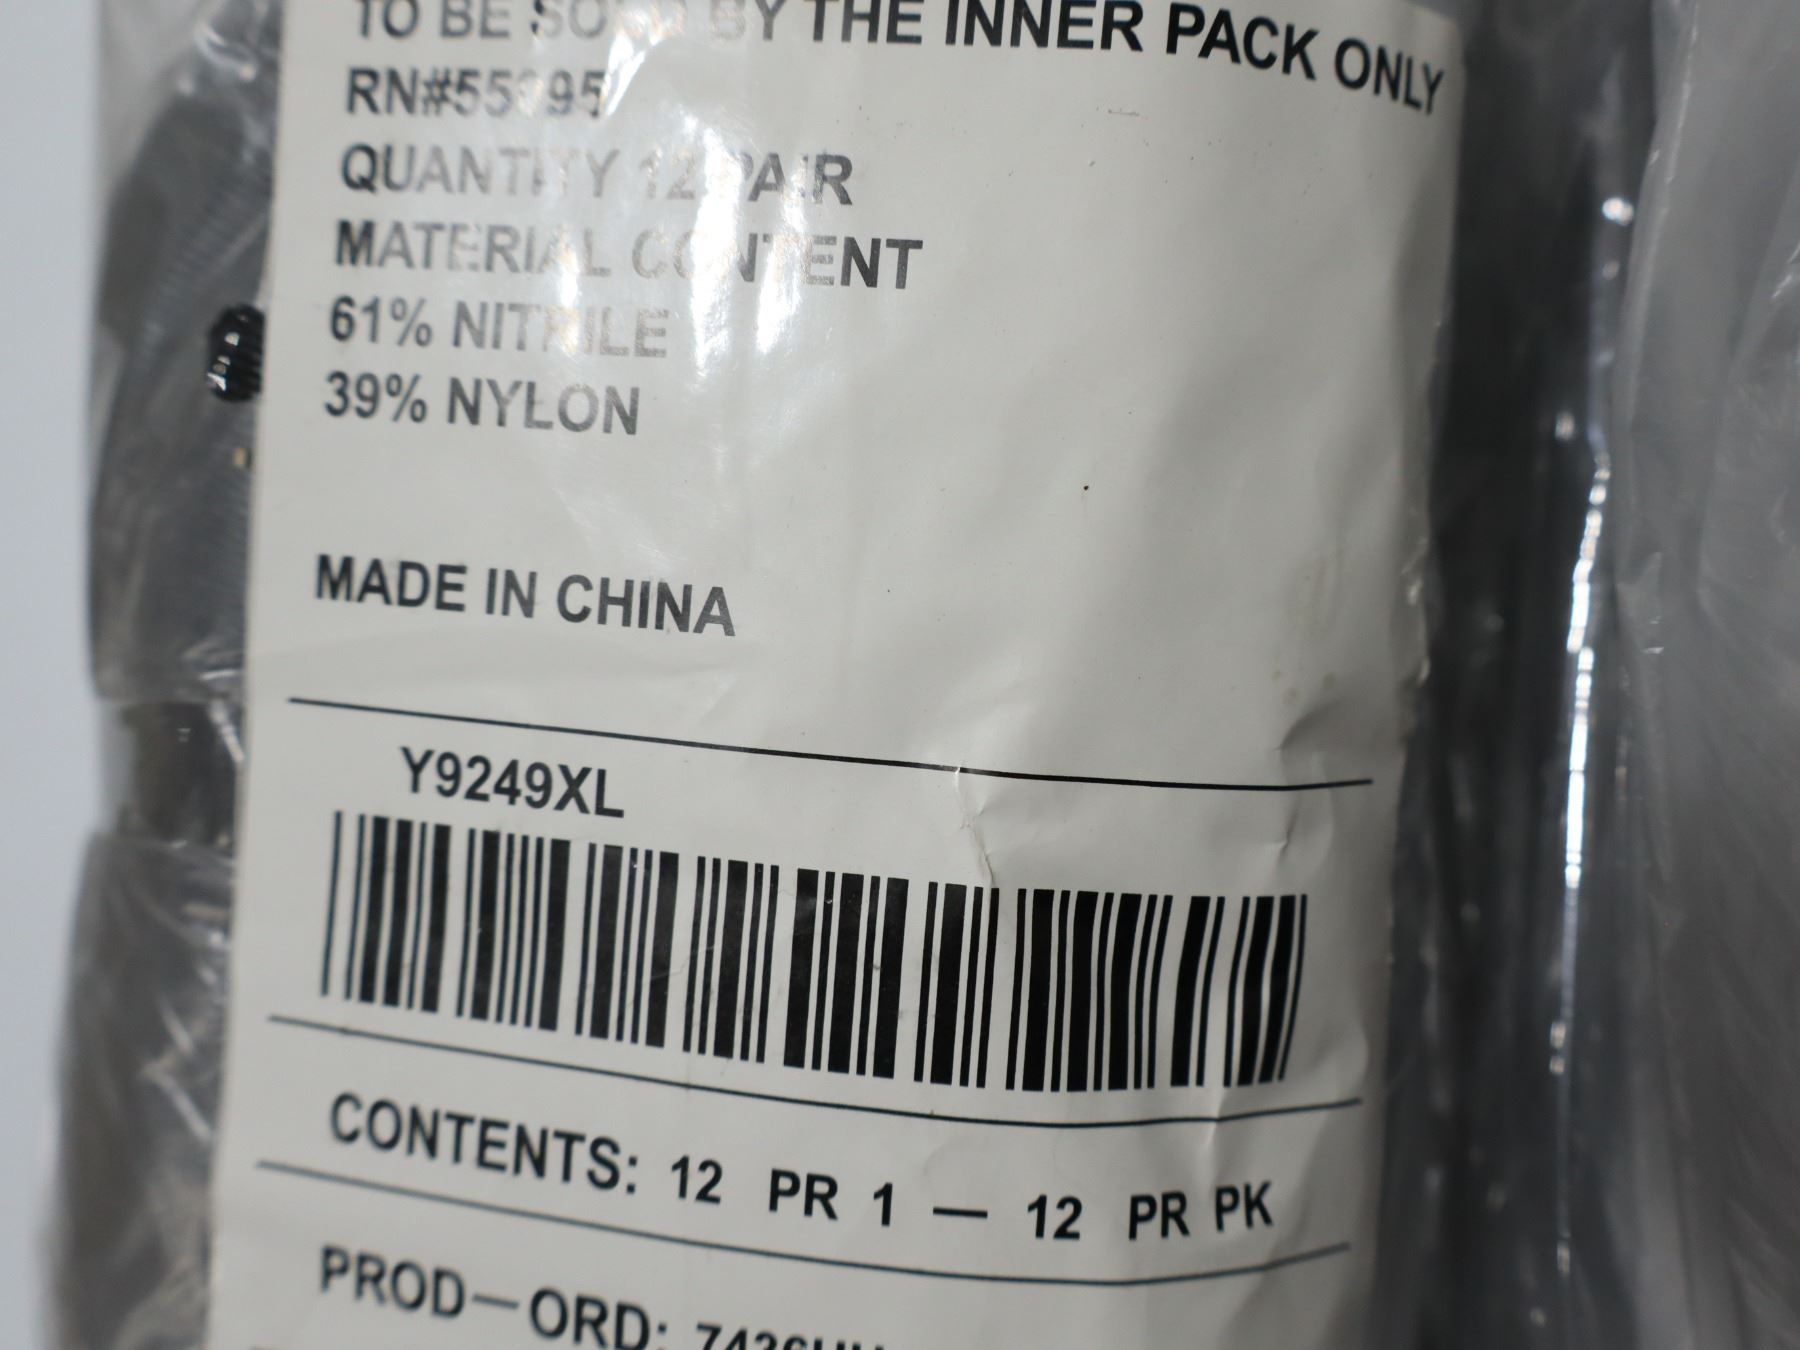 TO BE SOLD BY THE INNER PACK ONLY
QUANTITY 12 PAIR
MATERIAL CONTENT
61% NITRILE
39% NYLON
MADE IN CHINA
Y9249XL
CONTENTS: 12 PR 1 — 12 PR PK
PROD—ORD: